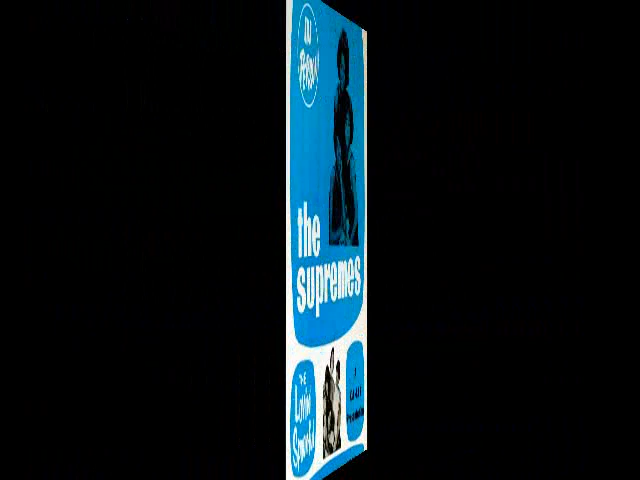 IN
PERSON
the
supremes
THE
Lovin'
Spoonful